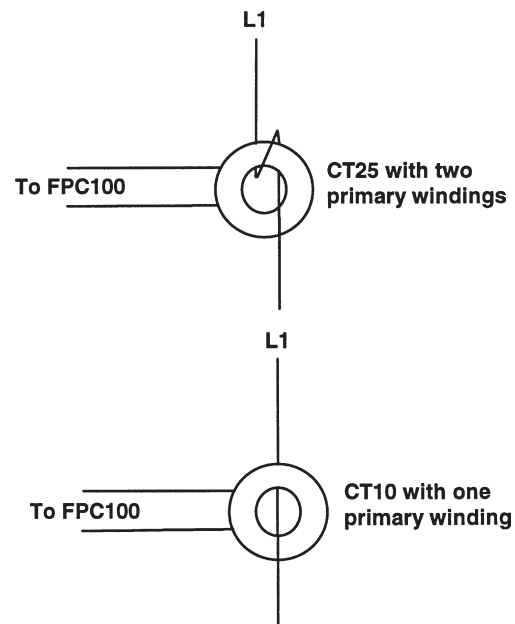 L1
To FPC100
CT25 with two
primary windings
L1
To FPC100
CT10 with one
primary winding